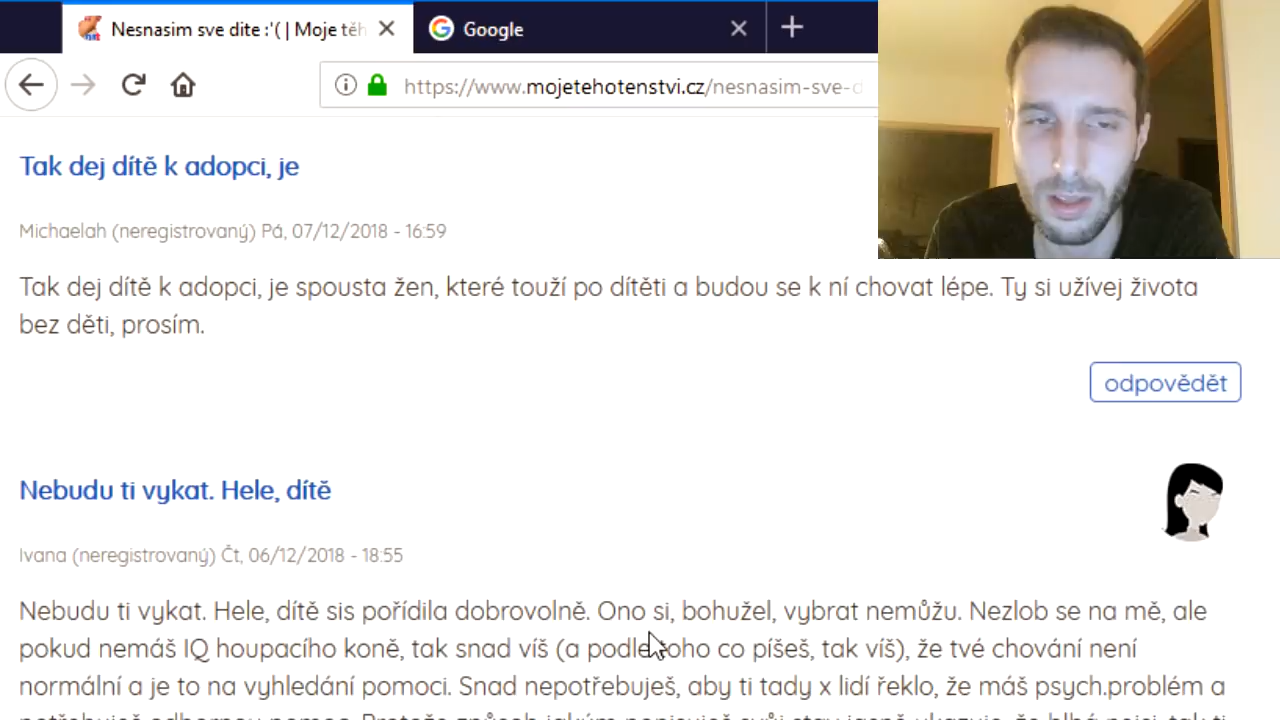 Nesnasim sve dite :'( | Moje těh
Google
https://www.mojetehotenstvi.cz/nesnasim-sve-d
Tak dej dítě k adopci, je
Michaelah (neregistrovaný) Pá, 07/12/2018 - 16:59
Tak dej dítě k adopci, je spousta žen, které touží po dítěti a budou se k ní chovat lépe. Ty si užívej života
bez děti, prosím.
odpovědět
Nebudu ti vykat. Hele, dítě
Ivana (neregistrovaný) Čt, 06/12/2018 - 18:55
Nebudu ti vykat. Hele, dítě sis pořídila dobrovolně. Ono si, bohužel, vybrat nemůžu. Nezlob se na mě, ale
pokud nemáš IQ houpacího koně, tak snad víš (a podle toho co píšeš, tak víš), že tvé chování není
normální a je to na vyhledání pomoci. Snad nepotřebuješ, aby ti tady x lidí řeklo, že máš psych.problém a